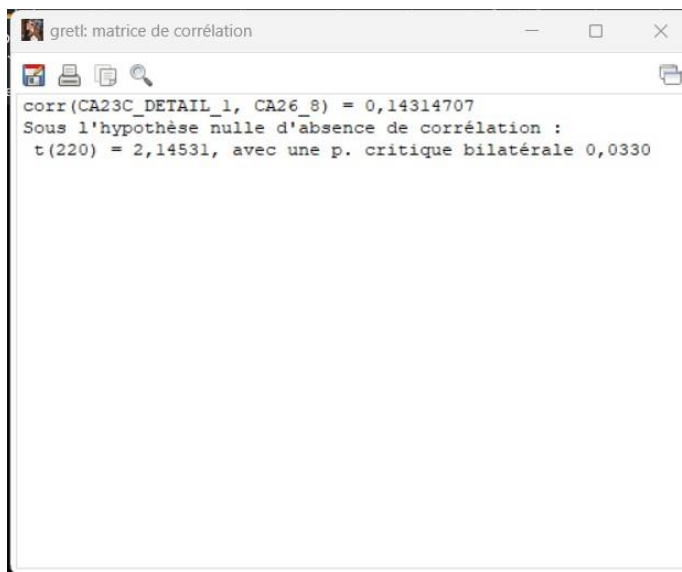 gretl: matrice de corrélation
corr(CA23C_DETAIL_1, CA26_8) = 0,14314707
Sous l'hypothèse nulle d'absence de corrélation :
t(220) = 2,14531, avec une p. critique bilatérale 0,0330